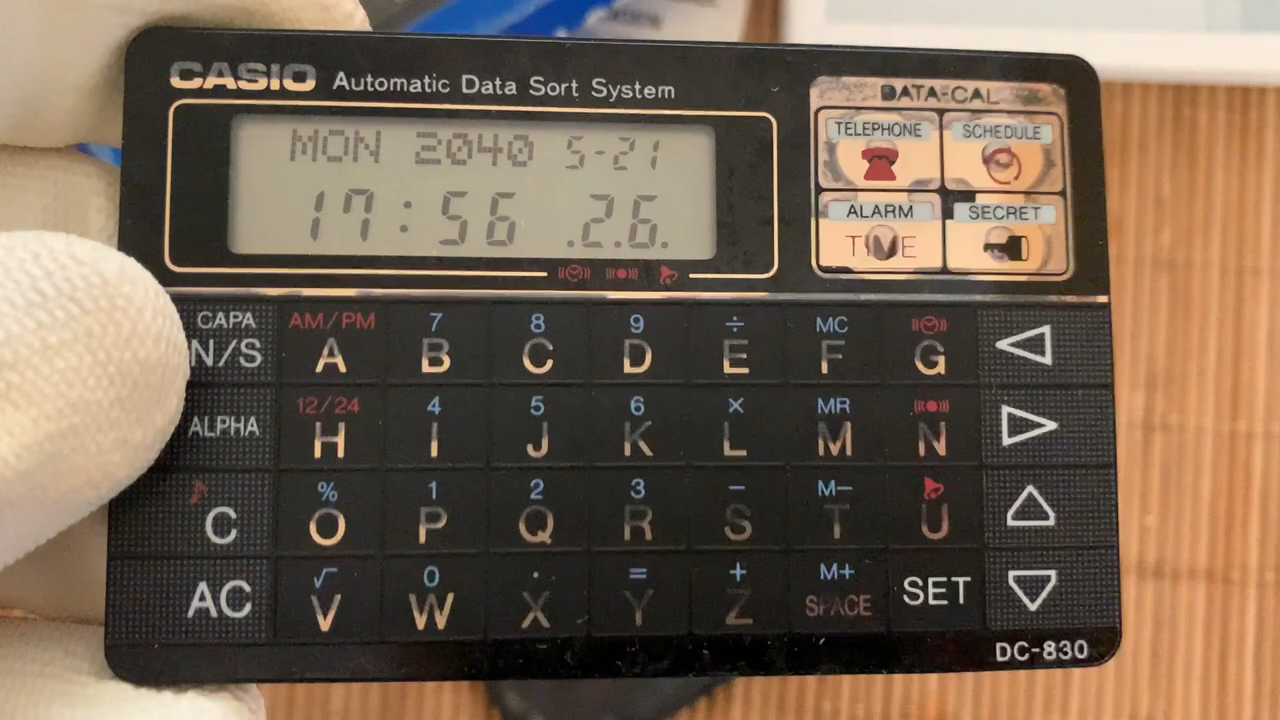 CASIO Automatic Data Sort System
DATA-CAL
MON 2040 5-21
17:56 .2.6.
TELEPHONE SCHEDULE
ALARM SECRET
TIME
CAPA AM/PM 7 8 9 ÷ MC
N/S A B C D E F G
12/24 4 5 6 × MR
ALPHA H I J K L M N
% 1 2 3 − M−
C O P Q R S T U
√ 0 · = + M+
AC V W X Y Z SPACE SET
DC-830